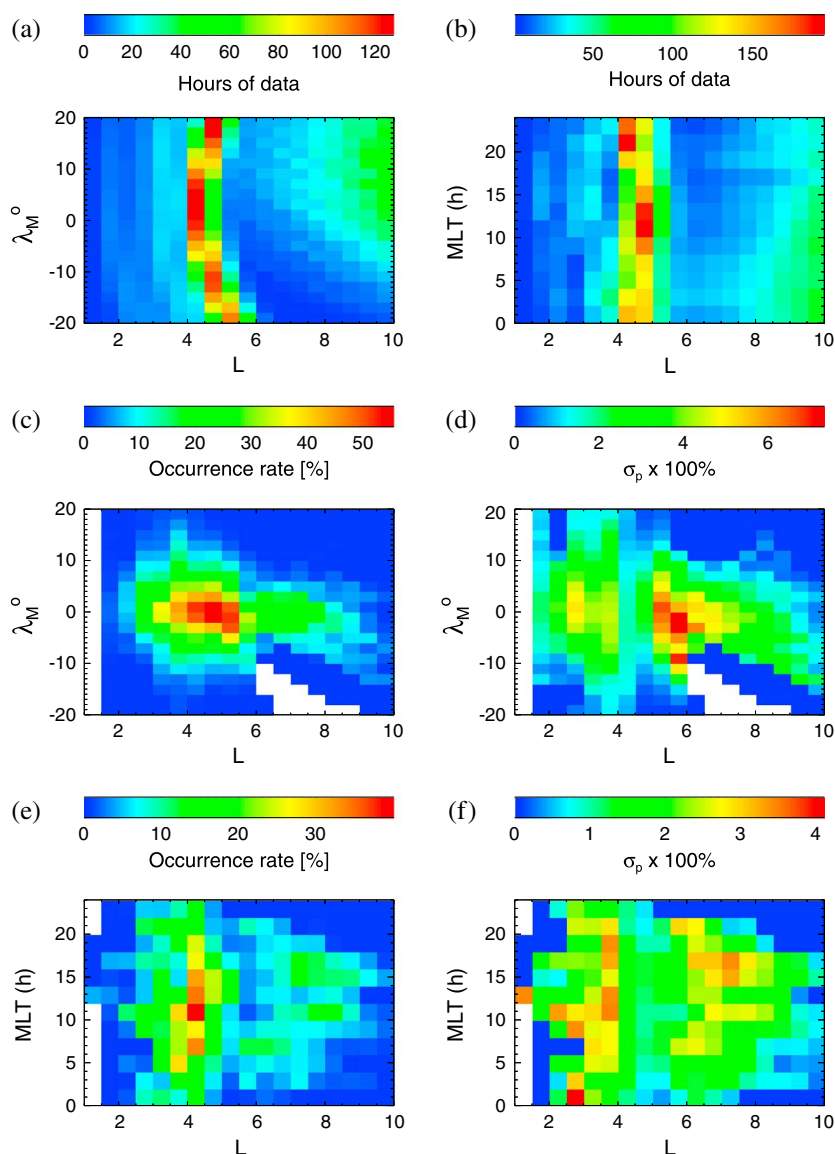 (a)
0 20 40 60 80 100 120
Hours of data
20
10
0
-10
-20
λM°
2 4 6 8 10
L
(b)
50 100 150
Hours of data
20
15
10
5
0
MLT (h)
2 4 6 8 10
L
(c)
0 10 20 30 40 50
Occurrence rate [%]
20
10
0
-10
-20
λM°
2 4 6 8 10
L
(d)
0 2 4 6
σp x 100%
20
10
0
-10
-20
λM°
2 4 6 8 10
L
(e)
0 10 20 30
Occurrence rate [%]
20
15
10
5
0
MLT (h)
2 4 6 8 10
L
(f)
0 1 2 3 4
σp x 100%
20
15
10
5
0
MLT (h)
2 4 6 8 10
L